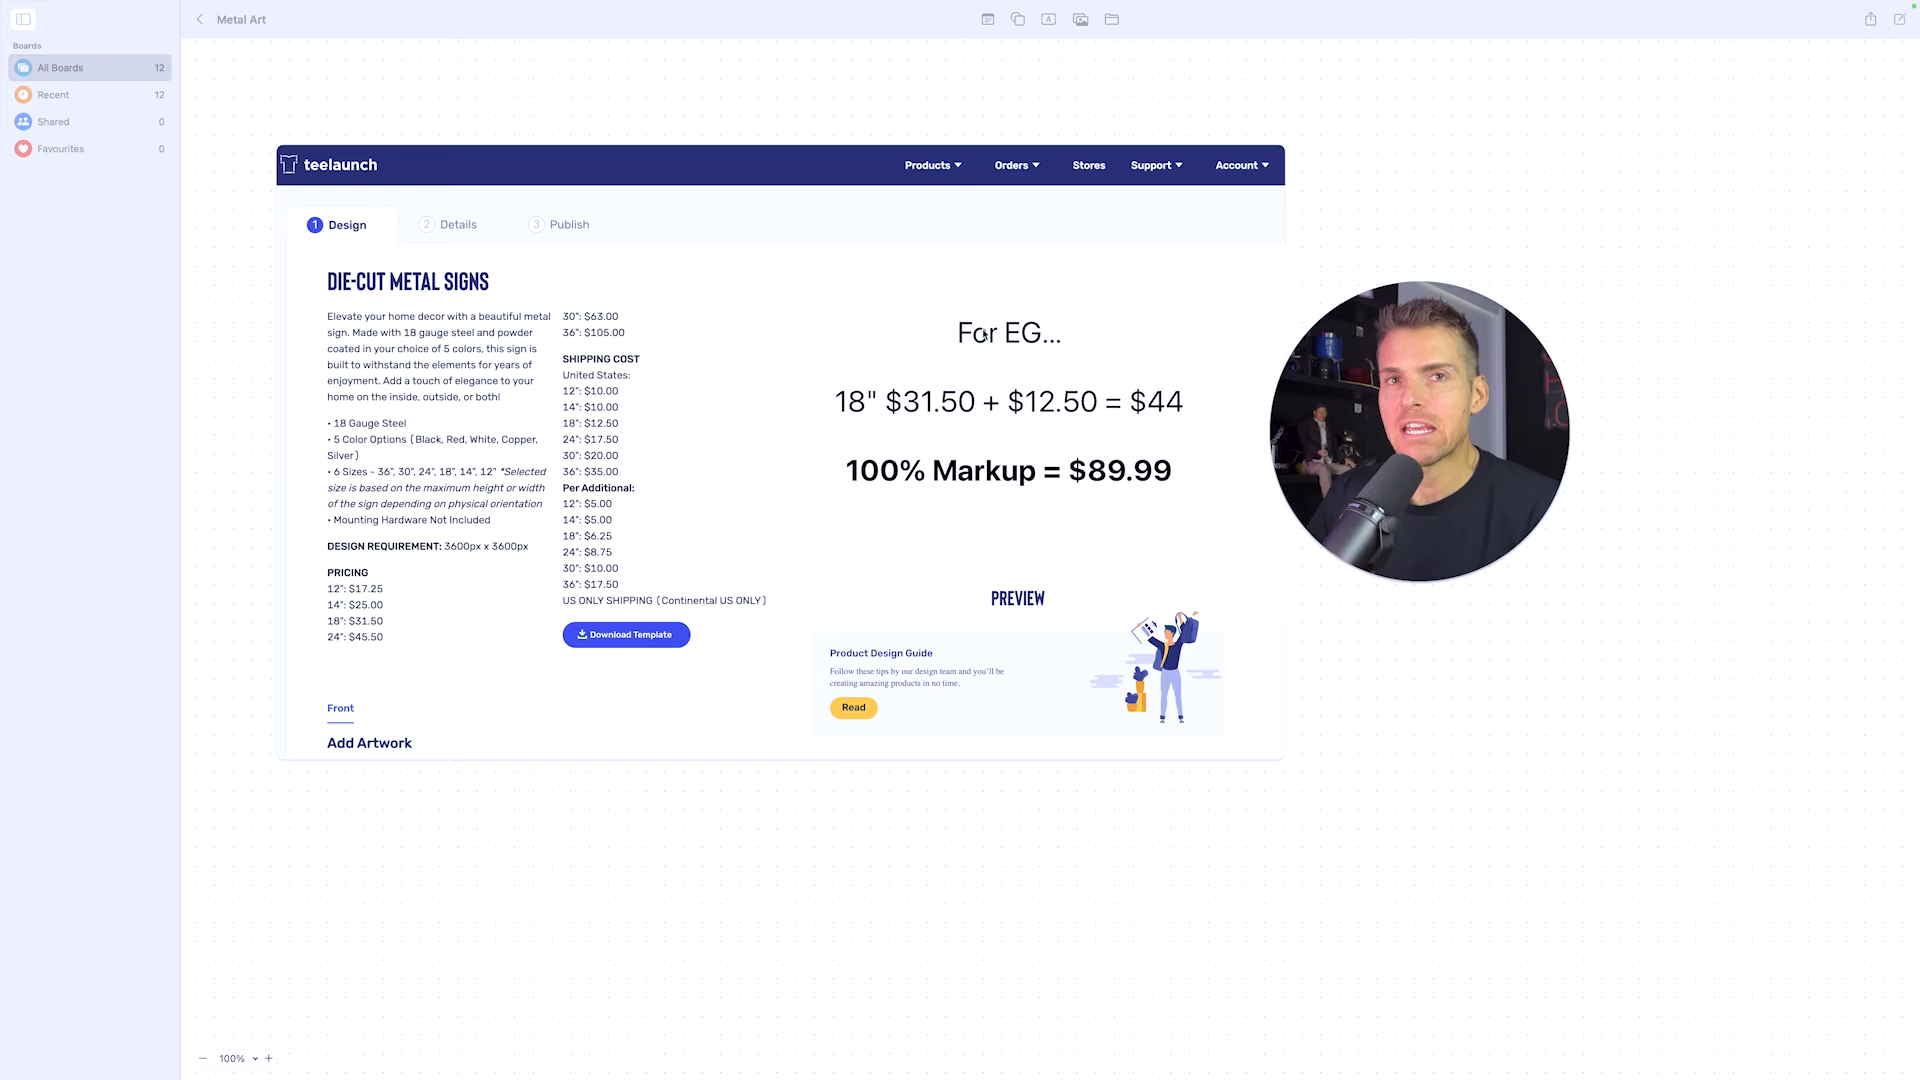 Metal Art
Boards
All Boards 12
Recent 12
Shared 0
Favourites 0
teelaunch
Products
Orders
Stores
Support
Account
1 Design
2 Details
3 Publish
DIE-CUT METAL SIGNS
Elevate your home decor with a beautiful metal
sign. Made with 18 gauge steel and powder
coated in your choice of 5 colors, this sign is
built to withstand the elements for years of
enjoyment. Add a touch of elegance to your
home on the inside, outside, or both!
• 18 Gauge Steel
• 5 Color Options (Black, Red, White, Copper,
Silver)
• 6 Sizes - 36", 30", 24", 18", 14", 12" *Selected
size is based on the maximum height or width
of the sign depending on physical orientation
• Mounting Hardware Not Included
DESIGN REQUIREMENT: 3600px x 3600px
PRICING
12": $17.25
14": $25.00
18": $31.50
24": $45.50
30": $63.00
36": $105.00
SHIPPING COST
United States:
12": $10.00
14": $10.00
18": $12.50
24": $17.50
30": $20.00
36": $35.00
Per Additional:
12": $5.00
14": $5.00
18": $6.25
24": $8.75
30": $10.00
36": $17.50
US ONLY SHIPPING (Continental US ONLY)
Download Template
For EG...
18" $31.50 + $12.50 = $44
100% Markup = $89.99
PREVIEW
Product Design Guide
Follow these tips by our design team and you'll be
creating amazing products in no time.
Read
Front
Add Artwork
100%